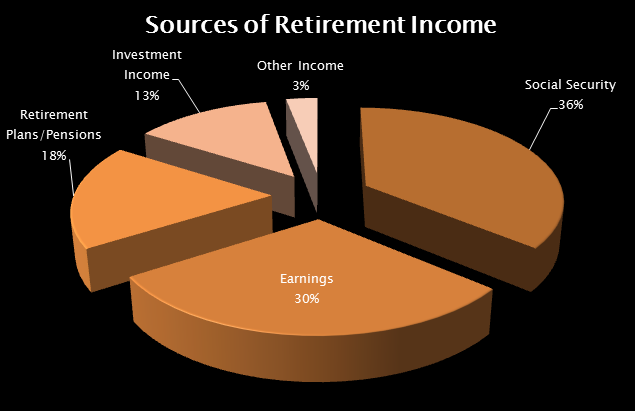 Sources of Retirement Income
Investment
Income
13%
Other Income
3%
Social Security
36%
Retirement
Plans/Pensions
18%
Earnings
30%